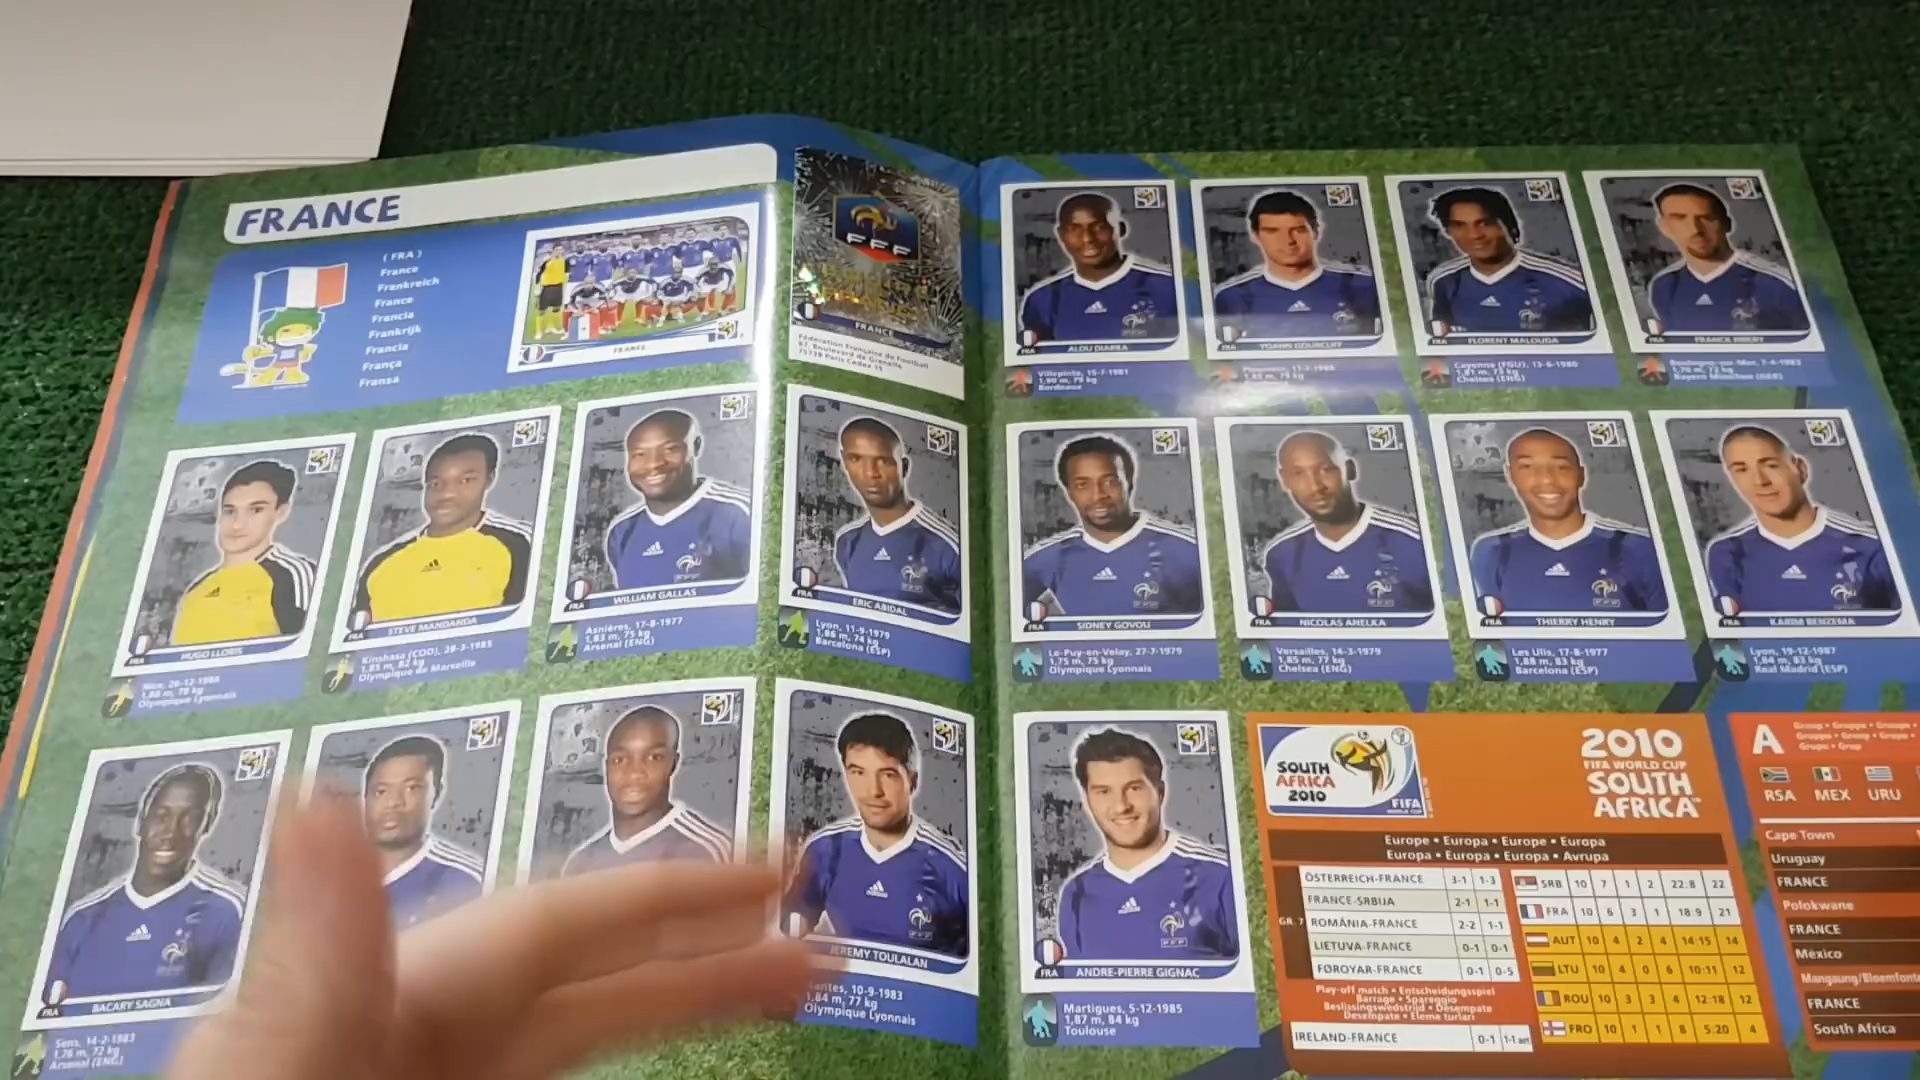 FRANCE
( FRA )
France
Frankreich
France
Francia
Frankrijk
Francia
França
Fransa
FRANCE
FFF
FRANCE
Fédération Française de Football
87, Boulevard de Grenelle
75738 Paris Cedex 15
FRA
HUGO LLORIS
Nice, 26-12-1986
1,88 m, 78 kg
Olympique Lyonnais
FRA
STEVE MANDANDA
Kinshasa (COD), 28-3-1985
1,85 m, 82 kg
Olympique de Marseille
FRA
WILLIAM GALLAS
Asnières, 17-8-1977
1,83 m, 75 kg
Arsenal (ENG)
FRA
ERIC ABIDAL
Lyon, 11-9-1979
1,86 m, 74 kg
Barcelona (ESP)
FRA
BACARY SAGNA
Sens, 14-2-1983
1,76 m, 72 kg
Arsenal (ENG)
JEREMY TOULALAN
Nantes, 10-9-1983
1,84 m, 77 kg
Olympique Lyonnais
FRA
ALOU DIARRA
Villepinte, 15-7-1981
1,90 m, 79 kg
Bordeaux
FRA
YOANN GOURCUFF
1,85 m, 79 kg
FRA
FLORENT MALOUDA
Cayenne (FGU), 13-6-1980
1,81 m, 73 kg
Chelsea (ENG)
FRA
FRANCK RIBERY
Boulogne-sur-Mer, 7-4-1983
1,70 m, 72 kg
Bayern München (GER)
FRA
SIDNEY GOVOU
Le-Puy-en-Velay, 27-7-1979
1,75 m, 75 kg
Olympique Lyonnais
FRA
NICOLAS ANELKA
Versailles, 14-3-1979
1,85 m, 77 kg
Chelsea (ENG)
FRA
THIERRY HENRY
Les Ulis, 17-8-1977
1,88 m, 83 kg
Barcelona (ESP)
FRA
KARIM BENZEMA
Lyon, 19-12-1987
1,84 m, 83 kg
Real Madrid (ESP)
FRA
ANDRE-PIERRE GIGNAC
Martigues, 5-12-1985
1,87 m, 84 kg
Toulouse
SOUTH
AFRICA
2010
FIFA
WORLD CUP
2010
FIFA WORLD CUP
SOUTH
AFRICA
Europe • Europa • Europe • Europa
Europa • Europa • Europa • Avrupa
GR. 7
ÖSTERREICH-FRANCE 3-1 1-3
FRANCE-SRBIJA 2-1 1-1
ROMÂNIA-FRANCE 2-2 1-1
LIETUVA-FRANCE 0-1 0-1
FØROYAR-FRANCE 0-1 0-5
Play-off match • Entscheidungsspiel
Barrage • Spareggio
Beslissingswedstrijd • Desempate
Desempate • Eleme turları
IRELAND-FRANCE 0-1 1-1 aet
SRB 10 7 1 2 22:8 22
FRA 10 6 3 1 18:9 21
AUT 10 4 2 4 14:15 14
LTU 10 4 0 6 10:11 12
ROU 10 3 3 4 12:18 12
FRO 10 1 1 8 5:20 4
A
Group • Gruppe • Groupe •
Gruppo • Groep • Grupo •
Grupo • Grup
RSA MEX URU
Cape Town
Uruguay
FRANCE
Polokwane
FRANCE
México
Mangaung/Bloemfonte
FRANCE
South Africa